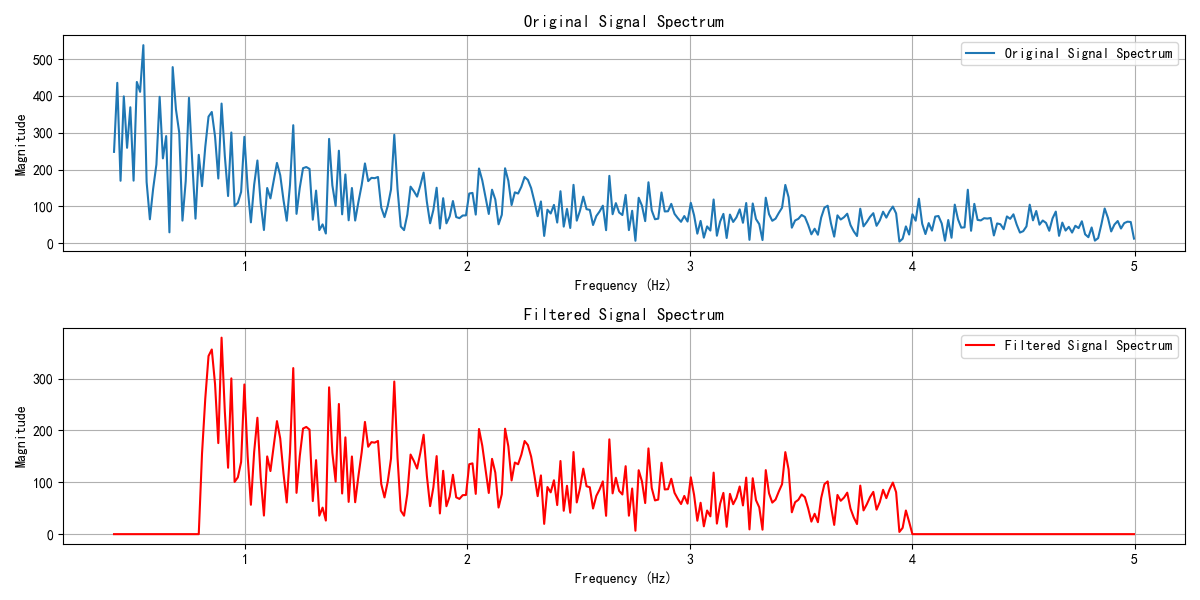 Original Signal Spectrum
Original Signal Spectrum
Magnitude
500
400
300
200
100
0
1
2
3
4
5
Frequency (Hz)
Filtered Signal Spectrum
Filtered Signal Spectrum
Magnitude
300
200
100
0
1
2
3
4
5
Frequency (Hz)